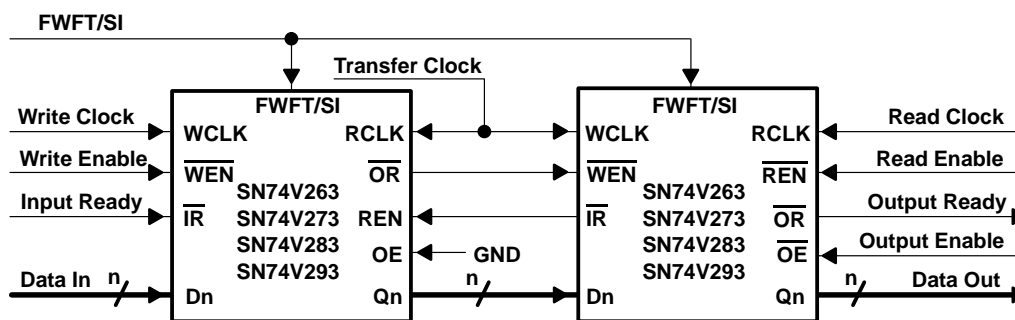 FWFT/SI
Transfer Clock
FWFT/SI
FWFT/SI
Write Clock
WCLK
RCLK
WCLK
RCLK
Read Clock
Write Enable
WEN
OR
WEN
REN
Read Enable
SN74V263
SN74V263
Input Ready
IR
SN74V273
REN
IR
SN74V273
OR
Output Ready
SN74V283
SN74V283
OE
GND
OE
Output Enable
SN74V293
SN74V293
Data In
n
Dn
Qn
n
Dn
Qn
n
Data Out